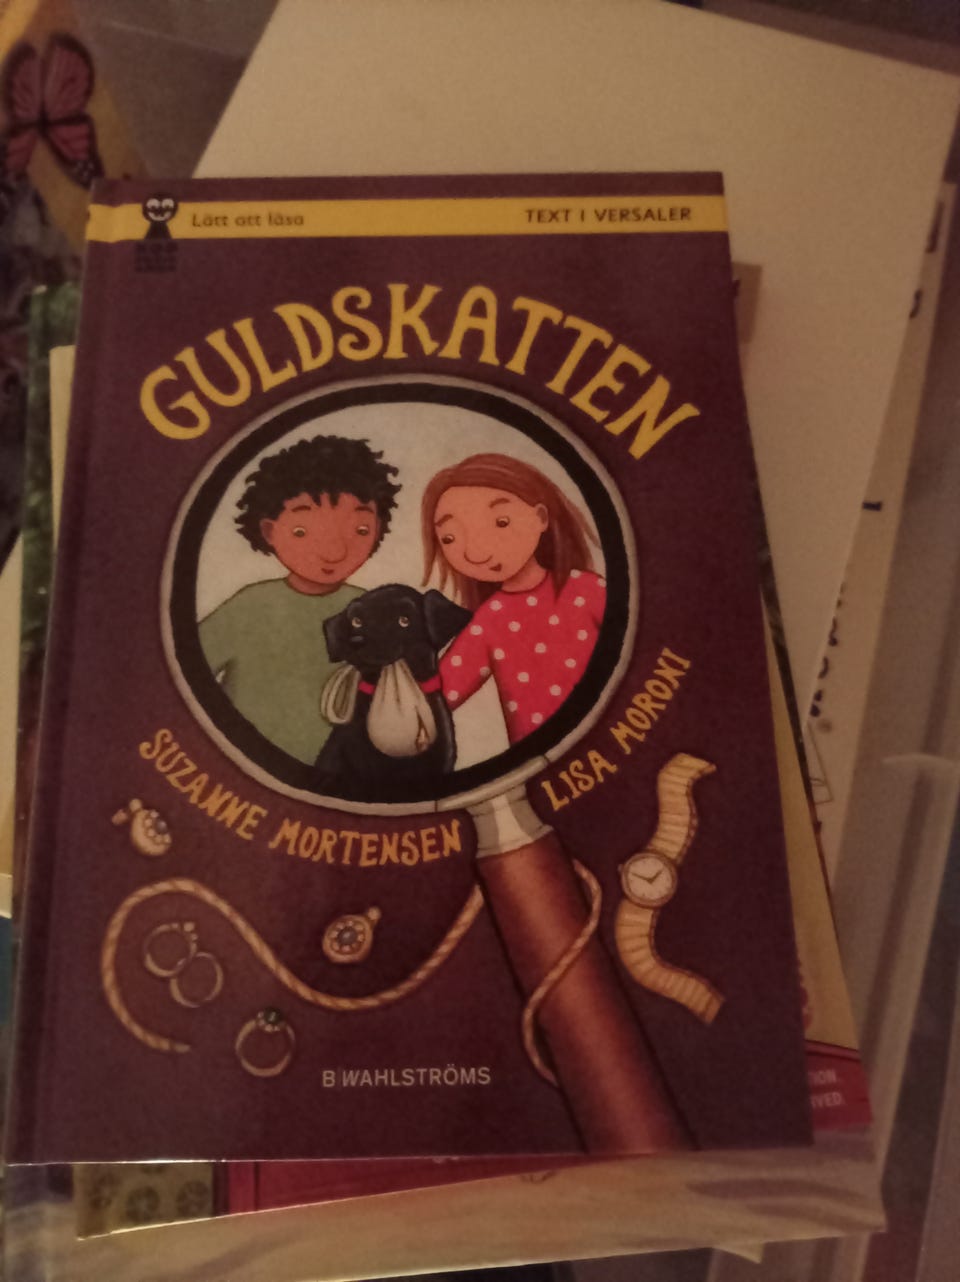 Lätt att läsa
TEXT I VERSALER
GULDSKATTEN
SUZANNE MORTENSEN
LISA MORONI
B WAHLSTRÖMS